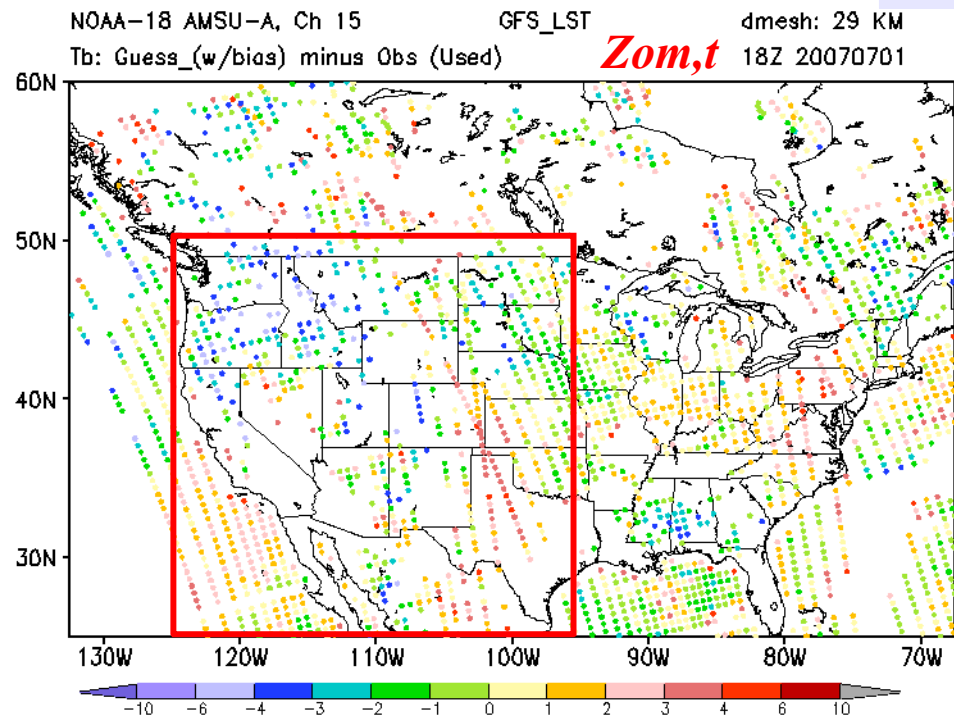 NOAA-18 AMSU-A, Ch 15 GFS_LST dmesh: 29 KM
Tb: Guess_(w/bias) minus Obs (Used) Zom,t 18Z 20070701
60N
50N
40N
30N
130W 120W 110W 100W 90W 80W 70W
-10 -6 -4 -3 -2 -1 0 1 2 3 4 6 10